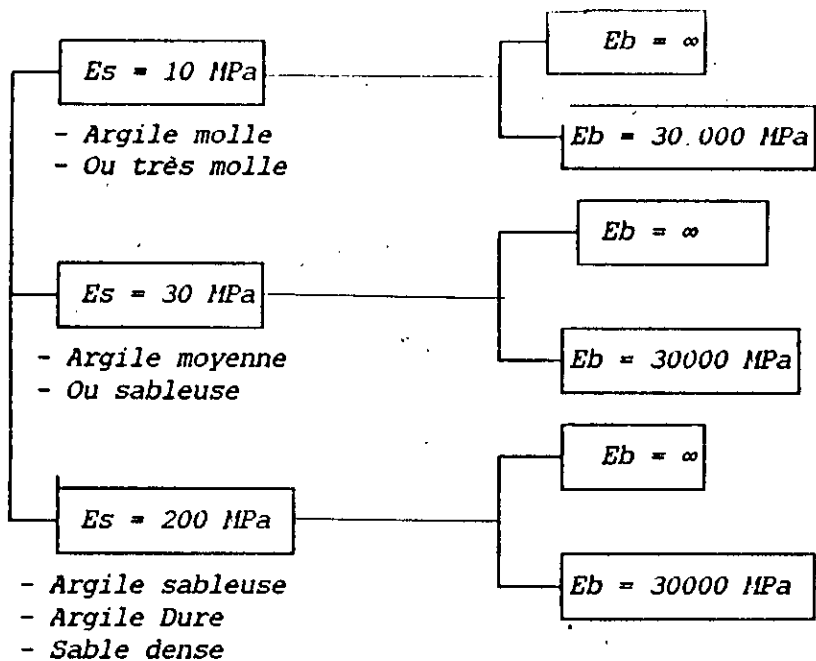 Eb = ∞
Es = 10 MPa
Eb = 30.000 MPa
- Argile molle
- Ou très molle
Eb = ∞
Es = 30 MPa
Eb = 30000 MPa
- Argile moyenne
- Ou sableuse
Eb = ∞
Es = 200 MPa
Eb = 30000 MPa
- Argile sableuse
- Argile Dure
- Sable dense